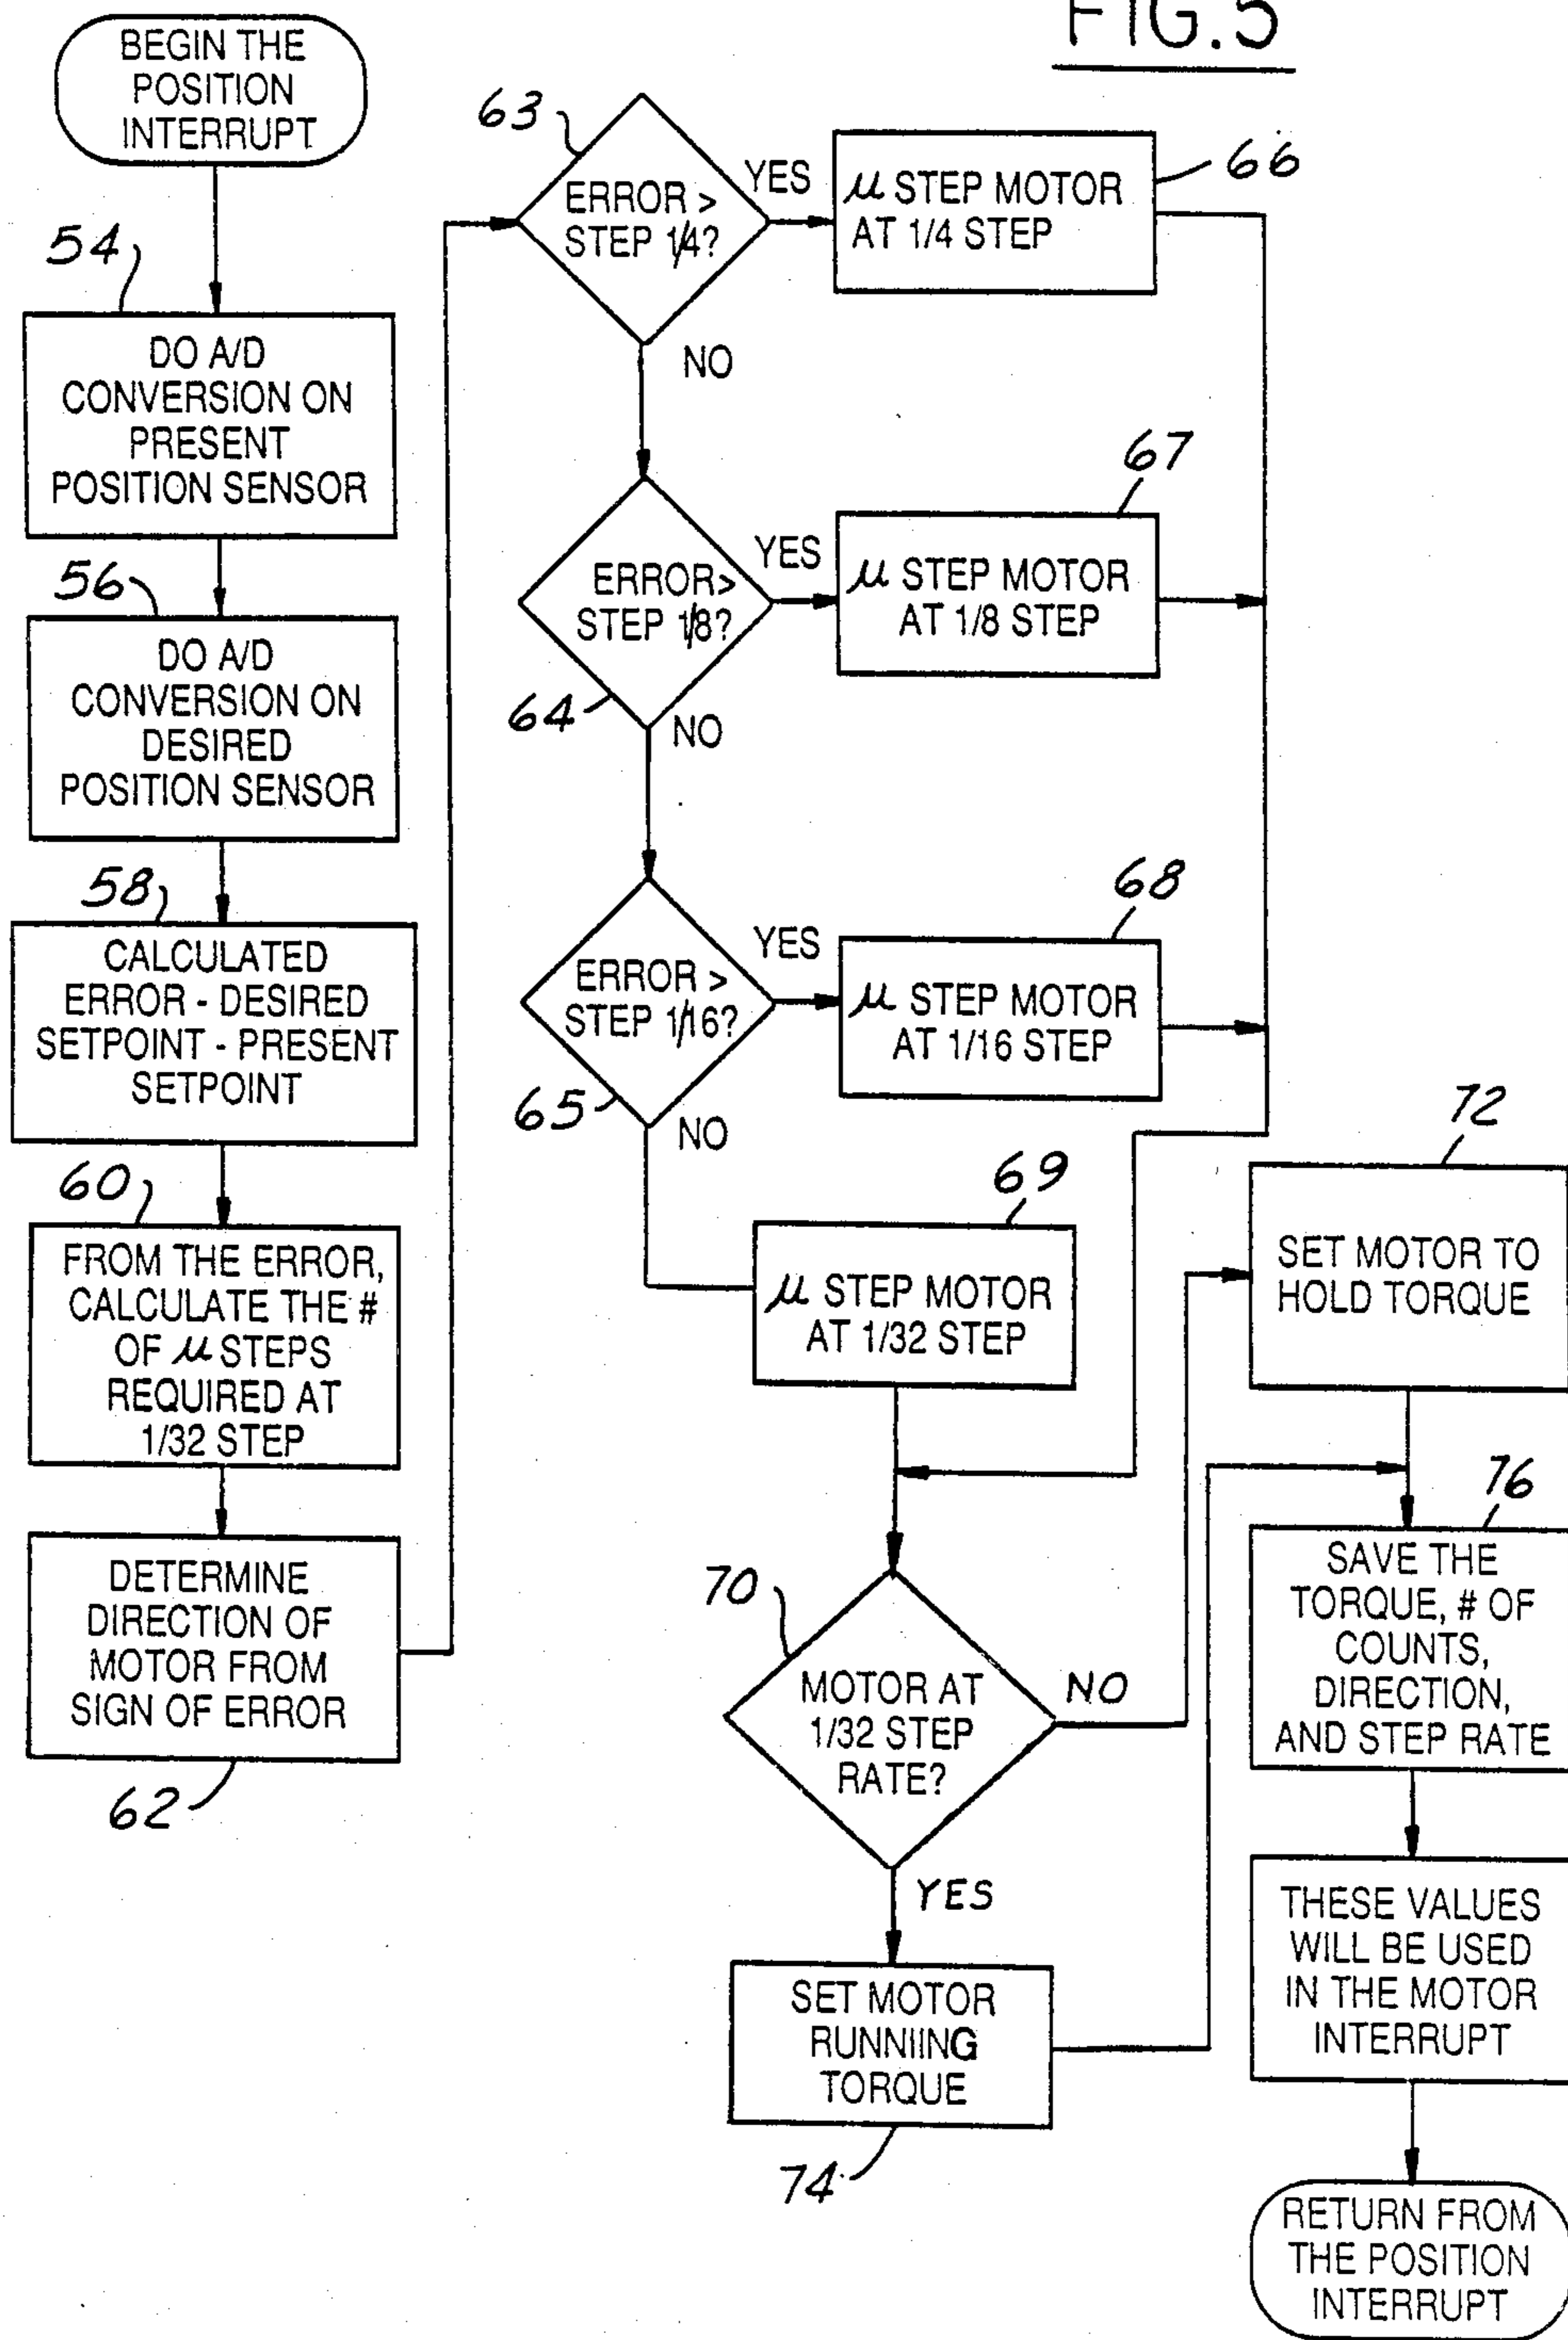 FIG.5
BEGIN THE
POSITION
INTERRUPT
54
DO A/D
CONVERSION ON
PRESENT
POSITION SENSOR
56
DO A/D
CONVERSION ON
DESIRED
POSITION SENSOR
58
CALCULATED
ERROR - DESIRED
SETPOINT - PRESENT
SETPOINT
60
FROM THE ERROR,
CALCULATE THE #
OF μ STEPS
REQUIRED AT
1/32 STEP
DETERMINE
DIRECTION OF
MOTOR FROM
SIGN OF ERROR
62
63
ERROR >
STEP 1/4?
YES
NO
66
μ STEP MOTOR
AT 1/4 STEP
64
ERROR>
STEP 1/8?
YES
NO
67
μ STEP MOTOR
AT 1/8 STEP
65
ERROR >
STEP 1/16?
YES
NO
68
μ STEP MOTOR
AT 1/16 STEP
69
μ STEP MOTOR
AT 1/32 STEP
70
MOTOR AT
1/32 STEP
RATE?
NO
YES
SET MOTOR
RUNNIING
TORQUE
74
72
SET MOTOR TO
HOLD TORQUE
76
SAVE THE
TORQUE, # OF
COUNTS,
DIRECTION,
AND STEP RATE
THESE VALUES
WILL BE USED
IN THE MOTOR
INTERRUPT
RETURN FROM
THE POSITION
INTERRUPT